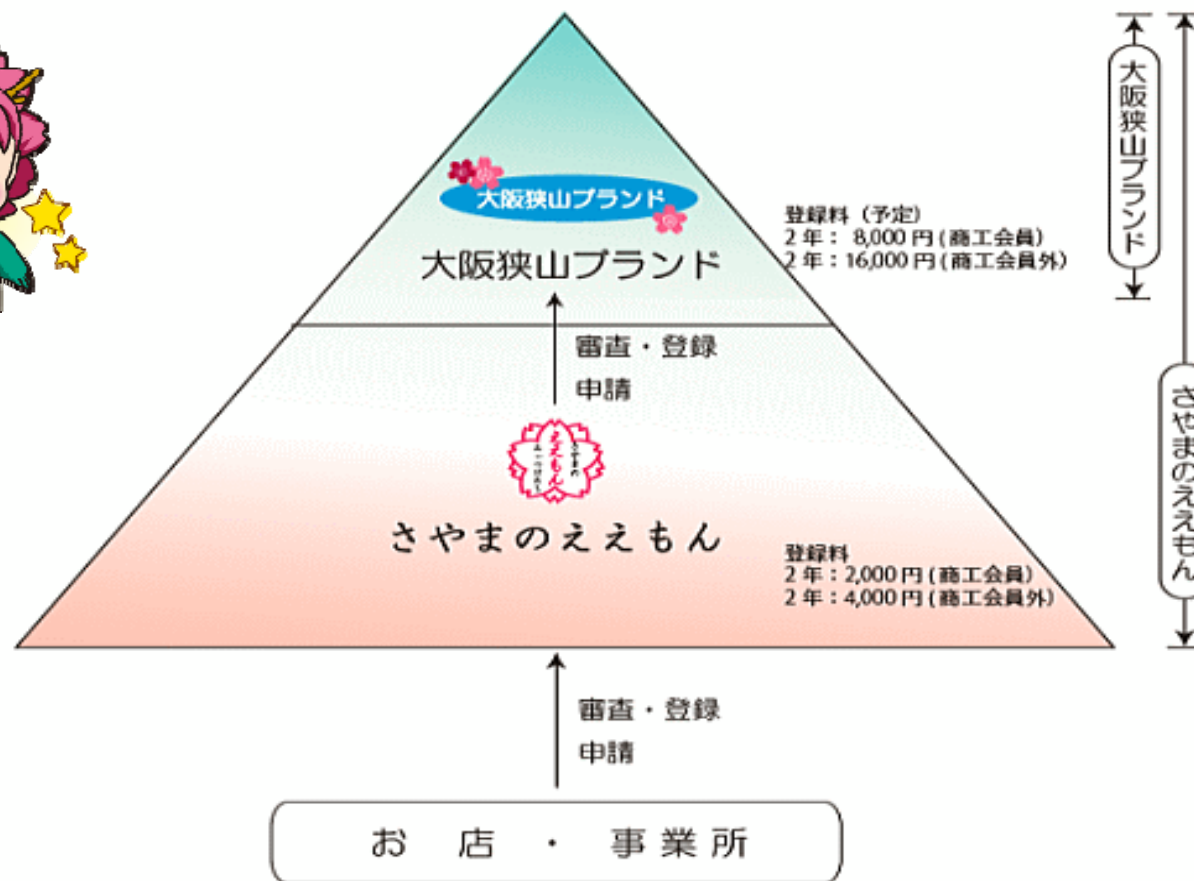 大阪狭山ブランド
大阪狭山ブランド
登録料（予定）
2年： 8,000円(商工会員)
2年：16,000円(商工会員外)
審査・登録
申請
ええもん
さやまのええもん
登録料
2年：2,000円(商工会員)
2年：4,000円(商工会員外)
審査・登録
申請
お店・事業所
大阪狭山ブランド
さやまのええもん